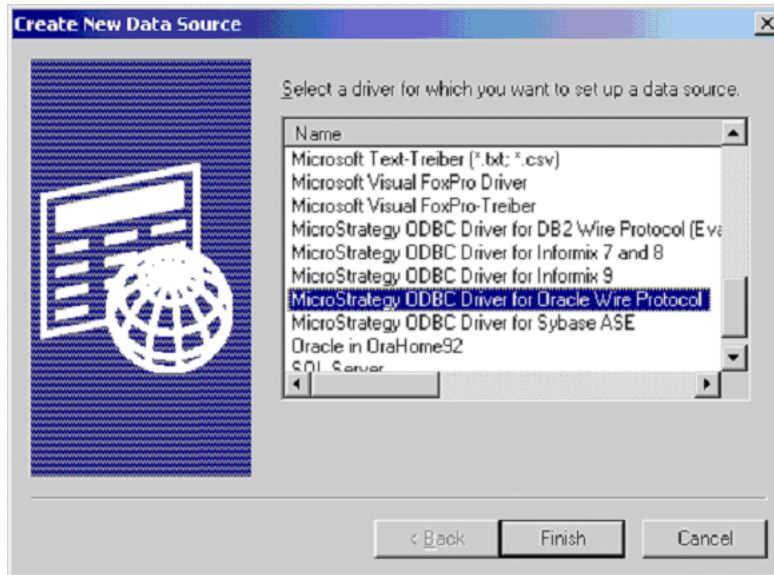 Create New Data Source
Select a driver for which you want to set up a data source.
Name
Microsoft Text-Treiber (*.txt; *.csv)
Microsoft Visual FoxPro Driver
Microsoft Visual FoxPro-Treiber
MicroStrategy ODBC Driver for DB2 Wire Protocol (Eva
MicroStrategy ODBC Driver for Informix 7 and 8
MicroStrategy ODBC Driver for Informix 9
MicroStrategy ODBC Driver for Oracle Wire Protocol
MicroStrategy ODBC Driver for Sybase ASE
Oracle in OraHome92
SQL Server
< Back Finish Cancel